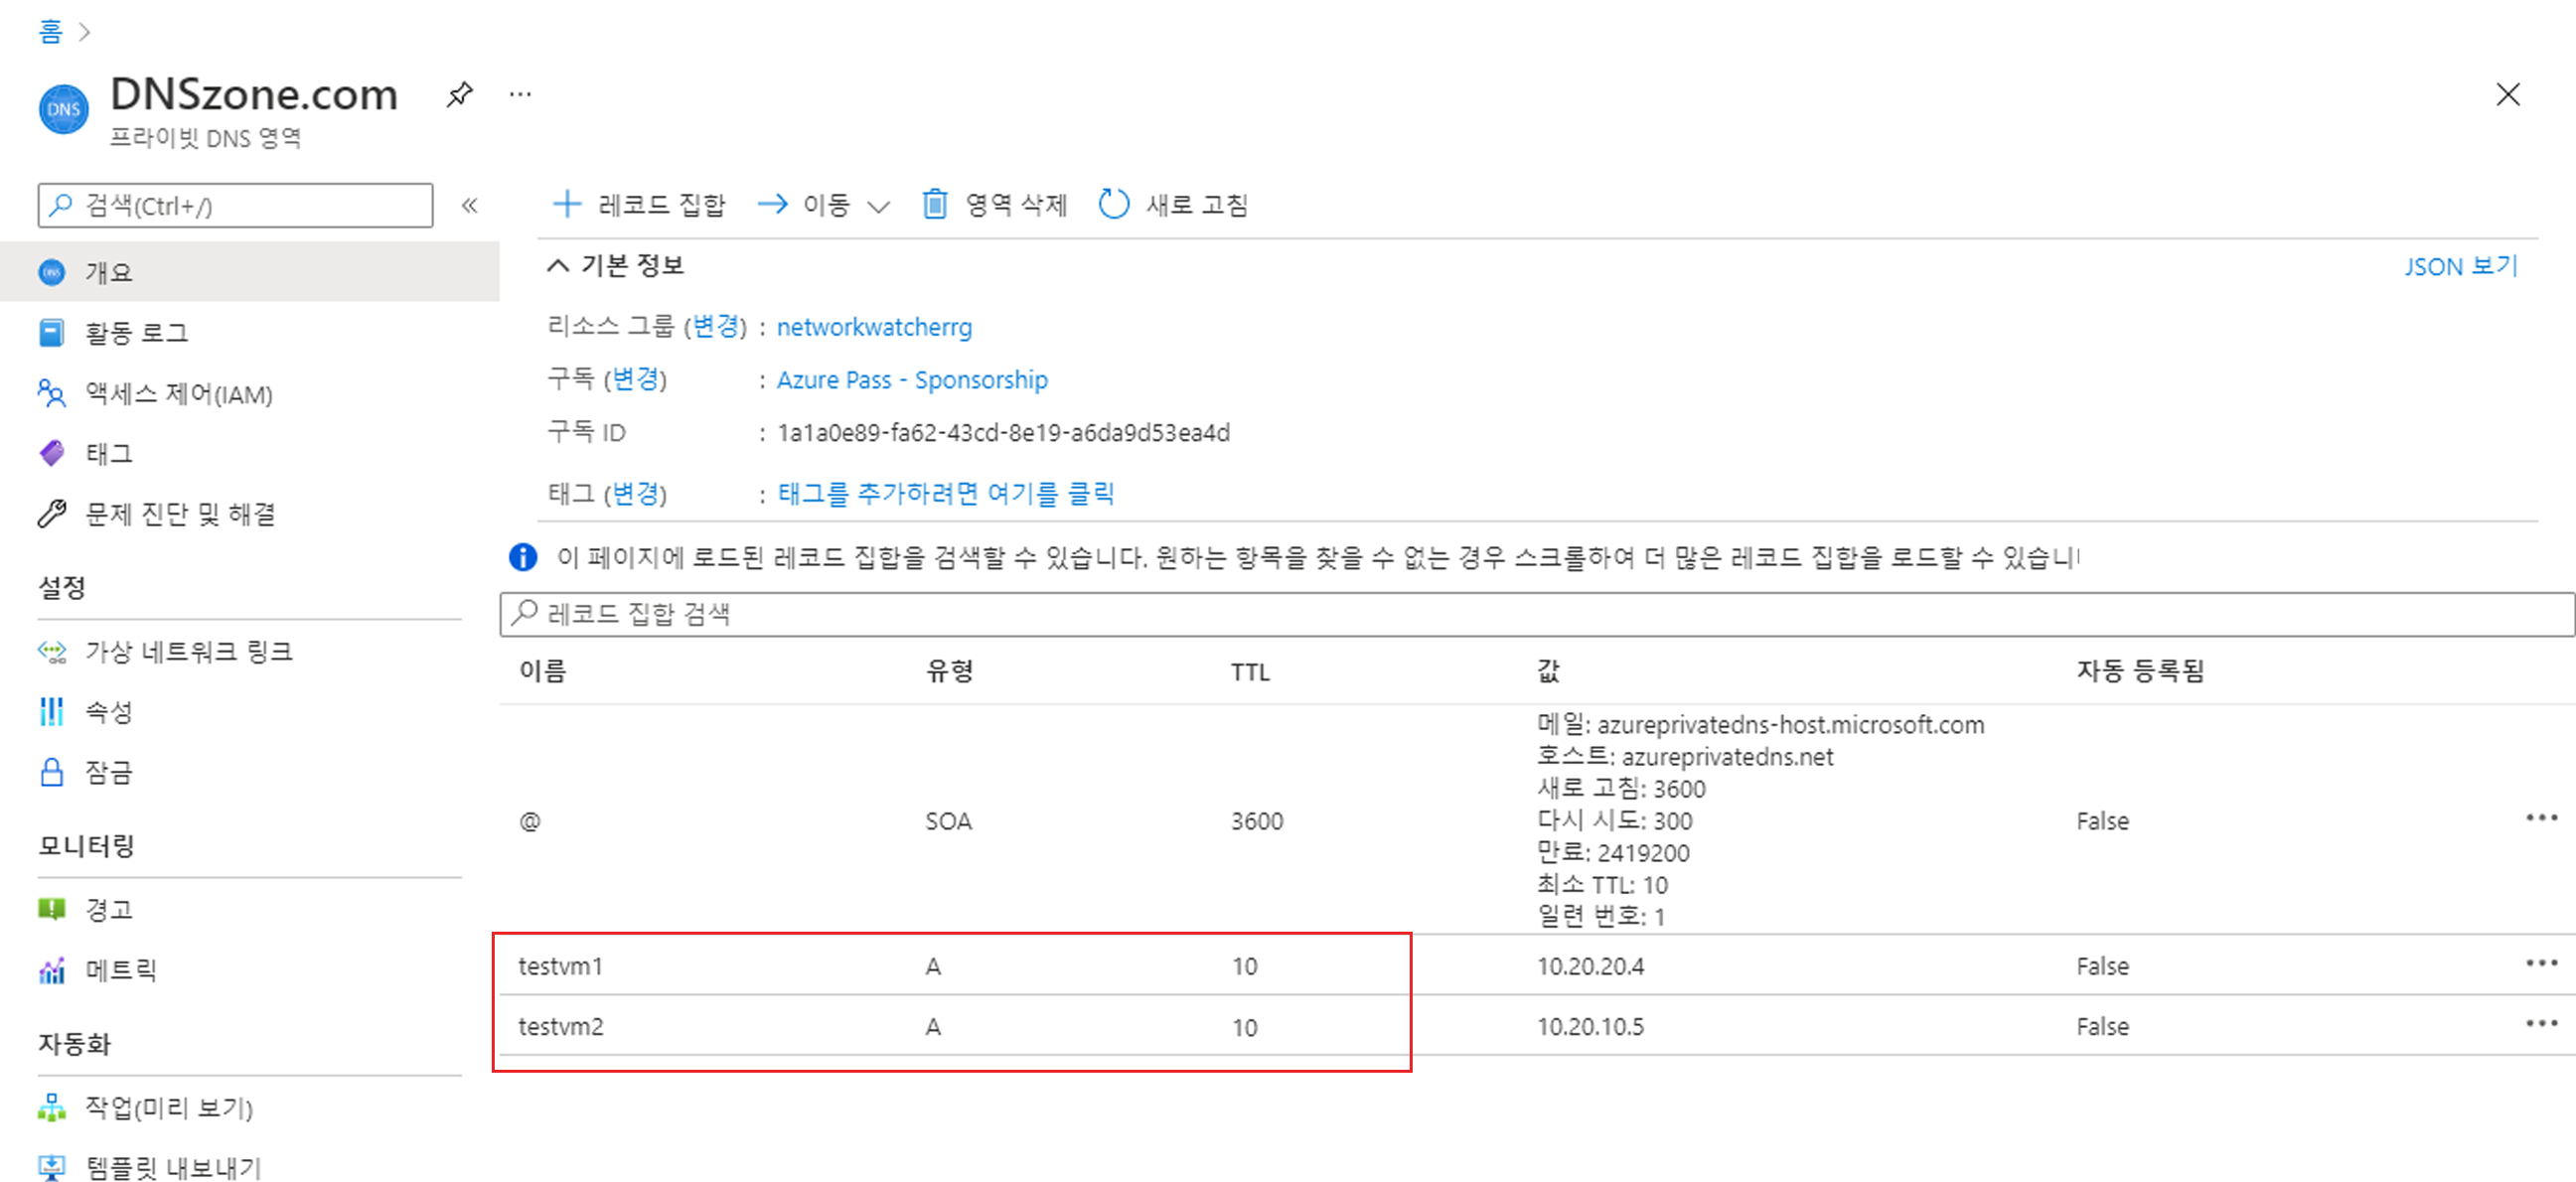 홈
DNSzone.com
DNS
프라이빗 DNS 영역
검색(Ctrl+/)
레코드 집합
이동
영역 삭제
새로 고침
개요
활동 로그
액세스 제어(IAM)
태그
문제 진단 및 해결
설정
가상 네트워크 링크
속성
잠금
모니터링
경고
메트릭
자동화
작업(미리 보기)
템플릿 내보내기
기본 정보
JSON 보기
리소스 그룹 (변경) : networkwatcherrg
구독 (변경) : Azure Pass - Sponsorship
구독 ID : 1a1a0e89-fa62-43cd-8e19-a6da9d53ea4d
태그 (변경) : 태그를 추가하려면 여기를 클릭
이 페이지에 로드된 레코드 집합을 검색할 수 있습니다. 원하는 항목을 찾을 수 없는 경우 스크롤하여 더 많은 레코드 집합을 로드할 수 있습니
레코드 집합 검색
이름 유형 TTL 값 자동 등록됨
메일: azureprivatedns-host.microsoft.com
호스트: azureprivatedns.net
새로 고침: 3600
@ SOA 3600 다시 시도: 300 False
만료: 2419200
최소 TTL: 10
일련 번호: 1
testvm1 A 10 10.20.20.4 False
testvm2 A 10 10.20.10.5 False